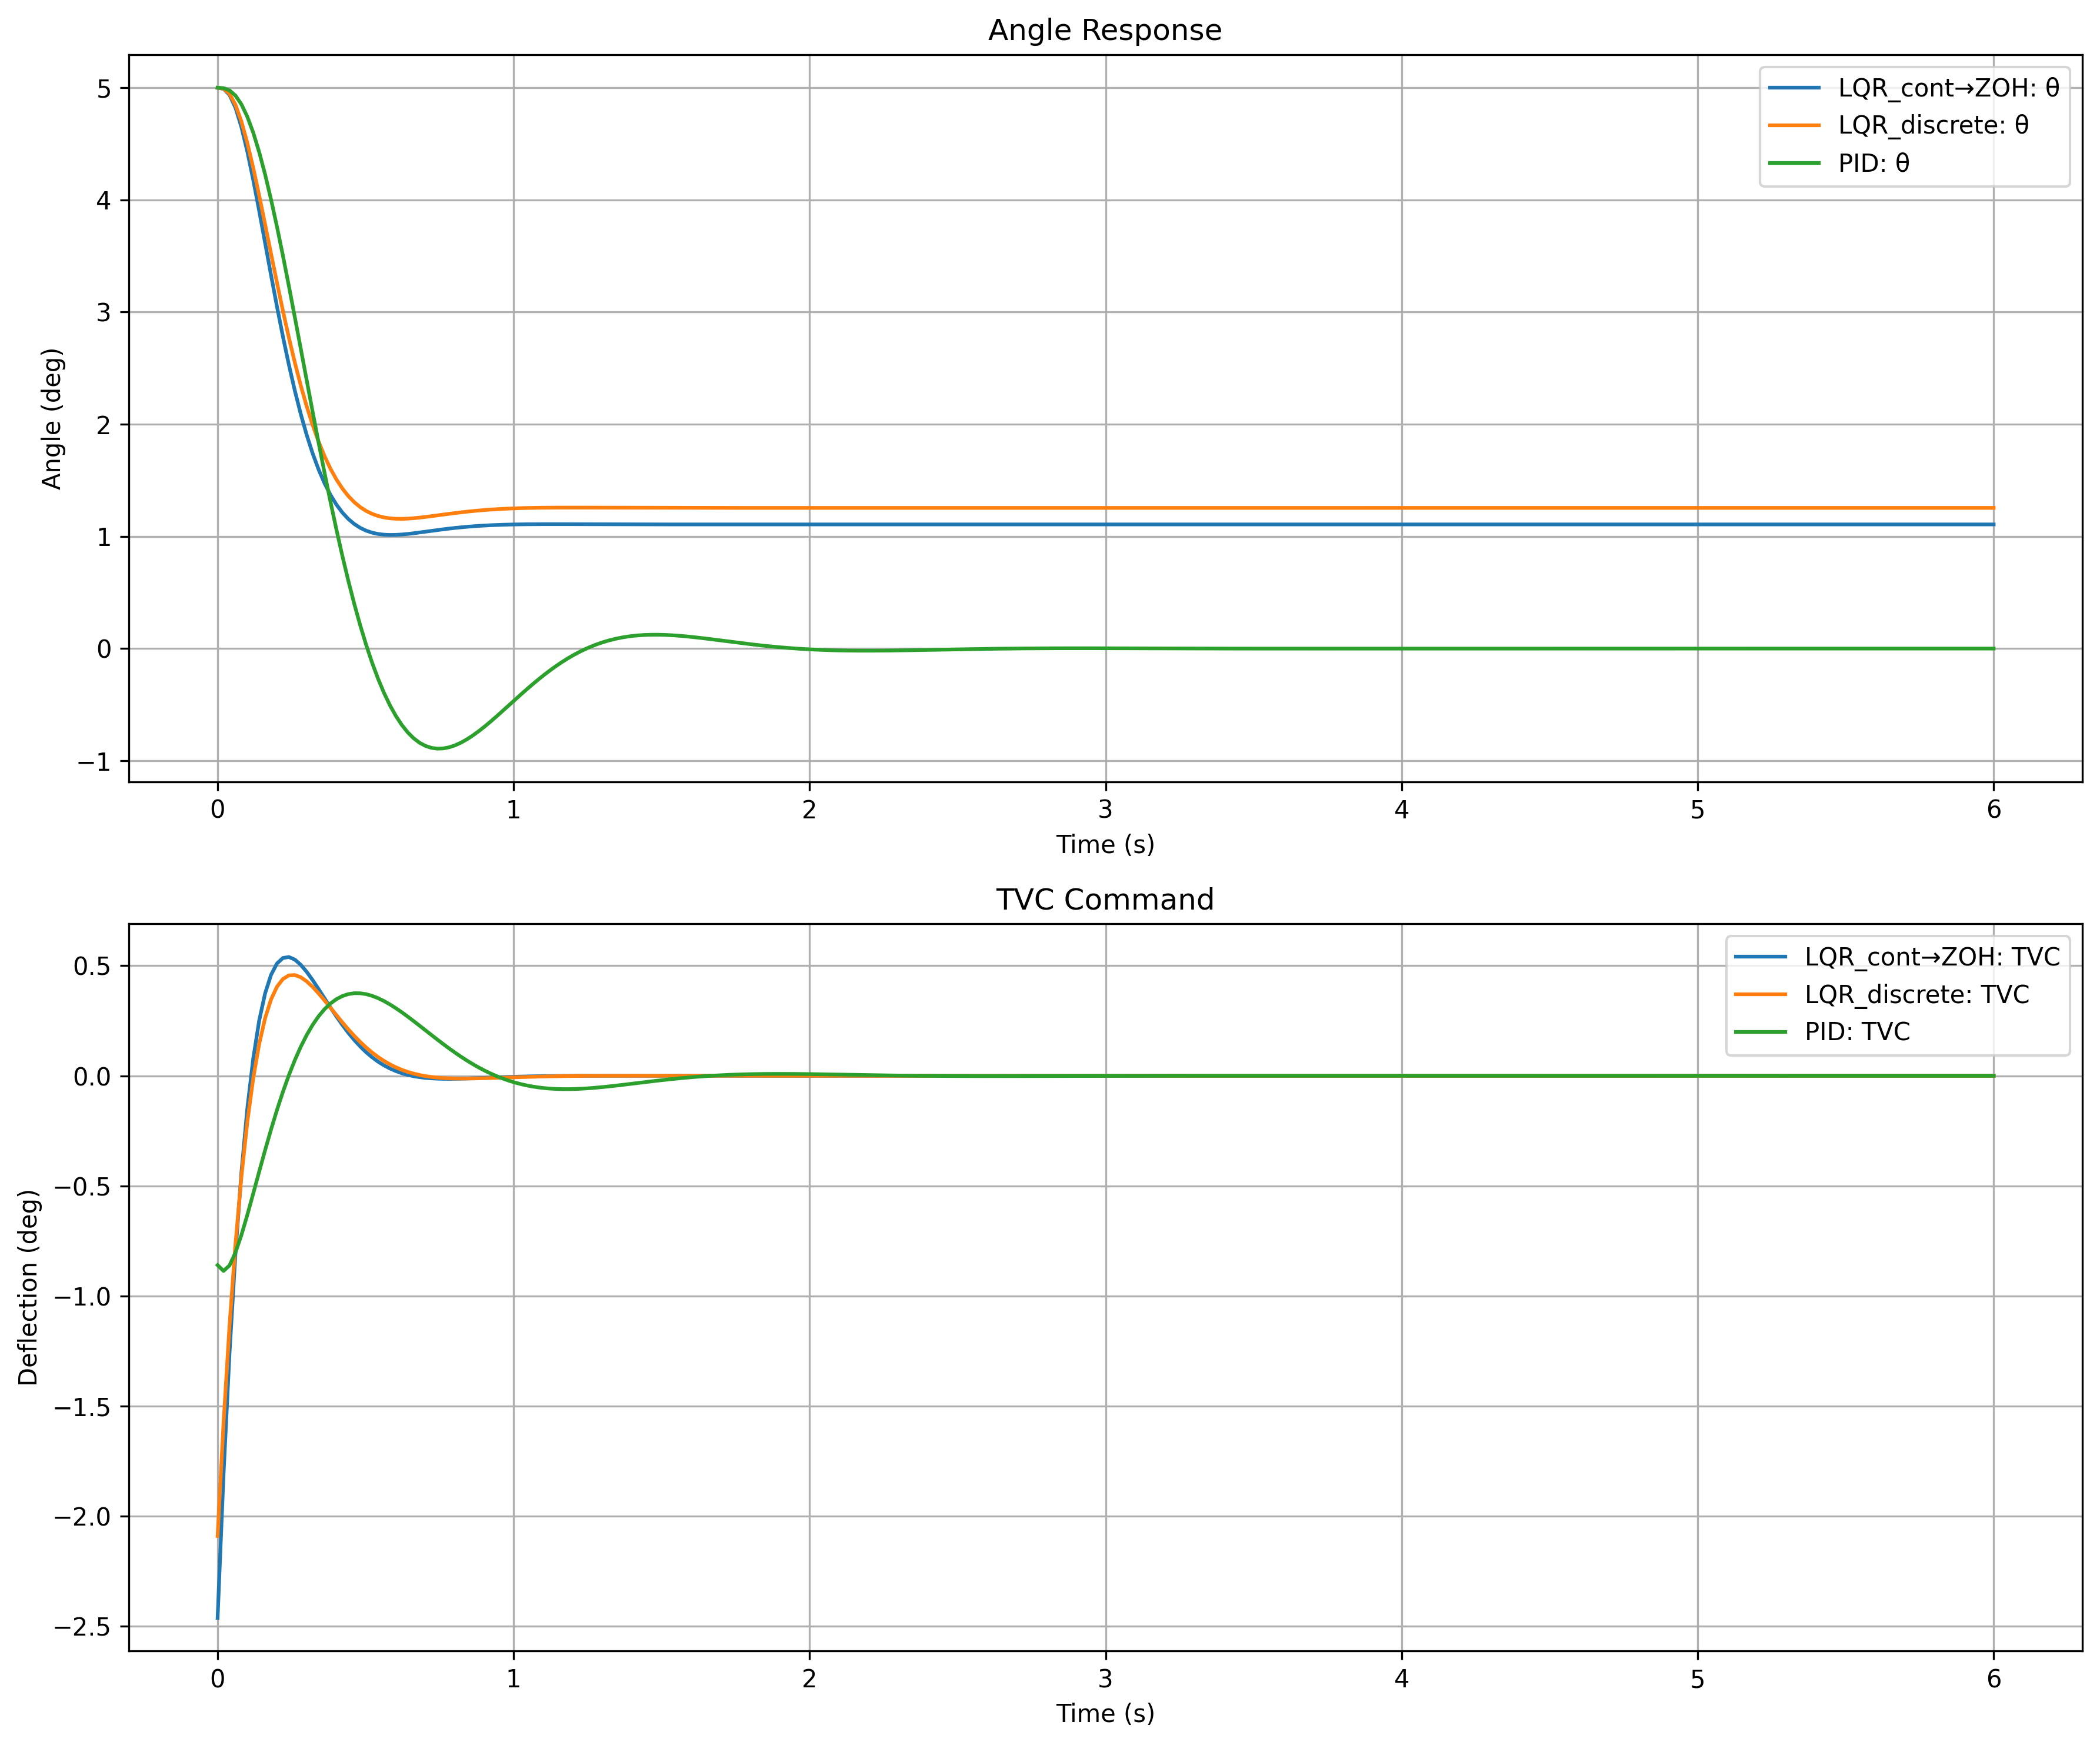 Angle Response
Angle (deg)
5
4
3
2
1
0
−1
LQR_cont→ZOH: θ
LQR_discrete: θ
PID: θ
0 1 2 3 4 5 6
Time (s)
TVC Command
Deflection (deg)
0.5
0.0
−0.5
−1.0
−1.5
−2.0
−2.5
LQR_cont→ZOH: TVC
LQR_discrete: TVC
PID: TVC
0 1 2 3 4 5 6
Time (s)